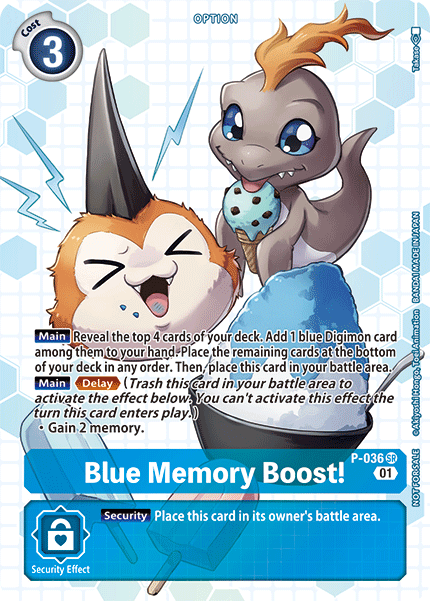 OPTION
Cost
3
Takase
Main Reveal the top 4 cards of your deck. Add 1 blue Digimon card
among them to your hand. Place the remaining cards at the bottom
of your deck in any order. Then, place this card in your battle area.
Main Delay (Trash this card in your battle area to
activate the effect below. You can't activate this effect the
turn this card enters play.)
• Gain 2 memory.
P-036 SR
01
Blue Memory Boost!
Security Place this card in its owner's battle area.
Security Effect
NOT FOR SALE
©Akiyoshi Hongo, Toei Animation
BANDAI MADE IN JAPAN